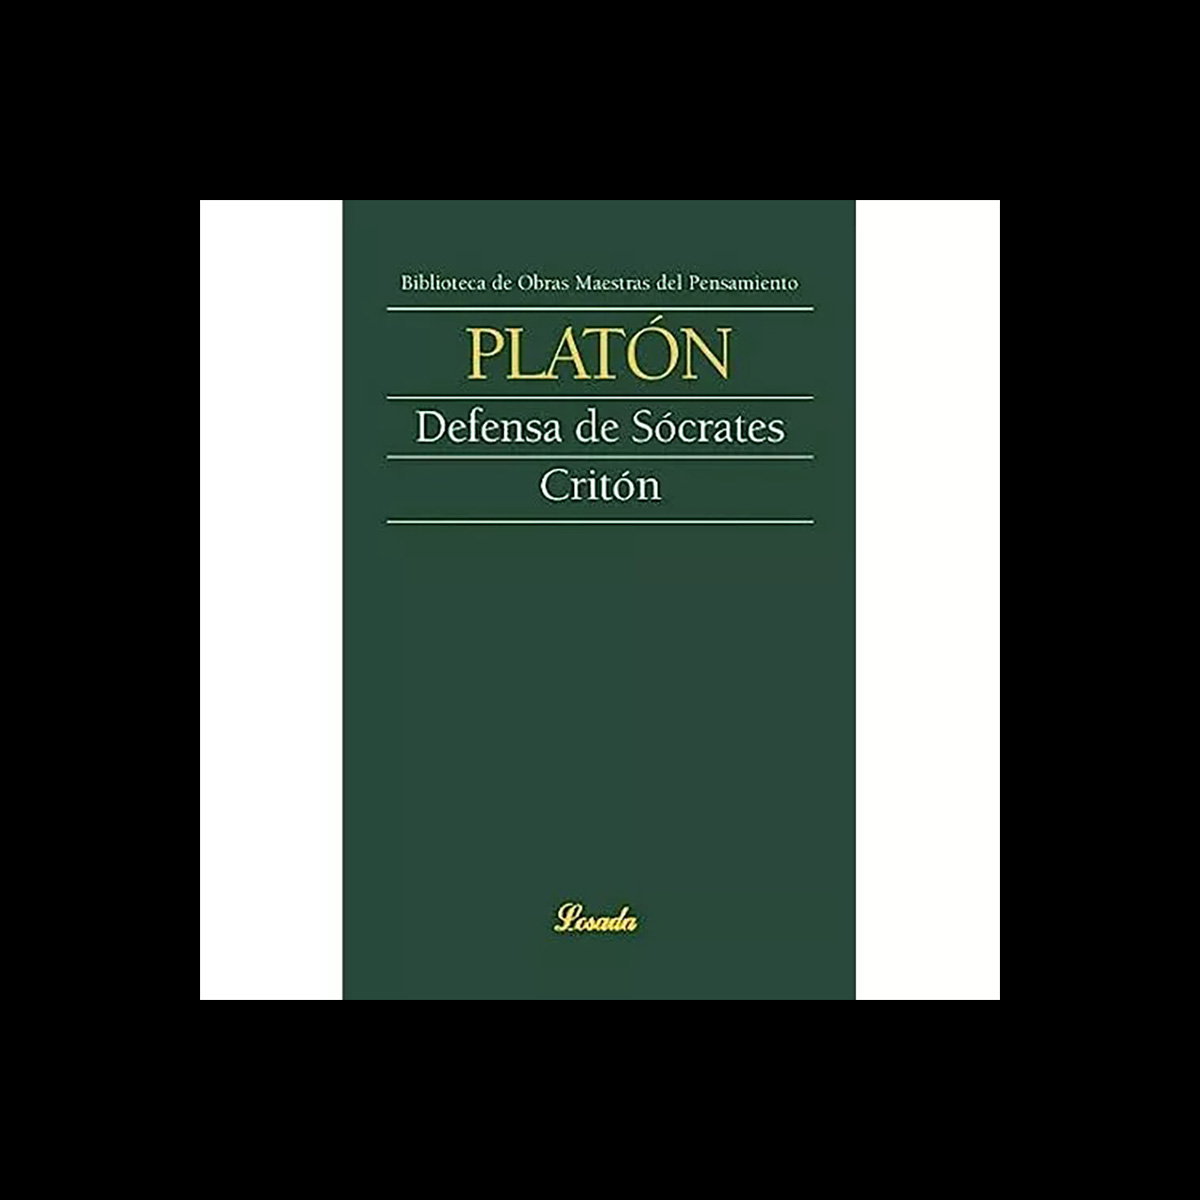 Biblioteca de Obras Maestras del Pensamiento
PLATÓN
Defensa de Sócrates
Critón
Losada